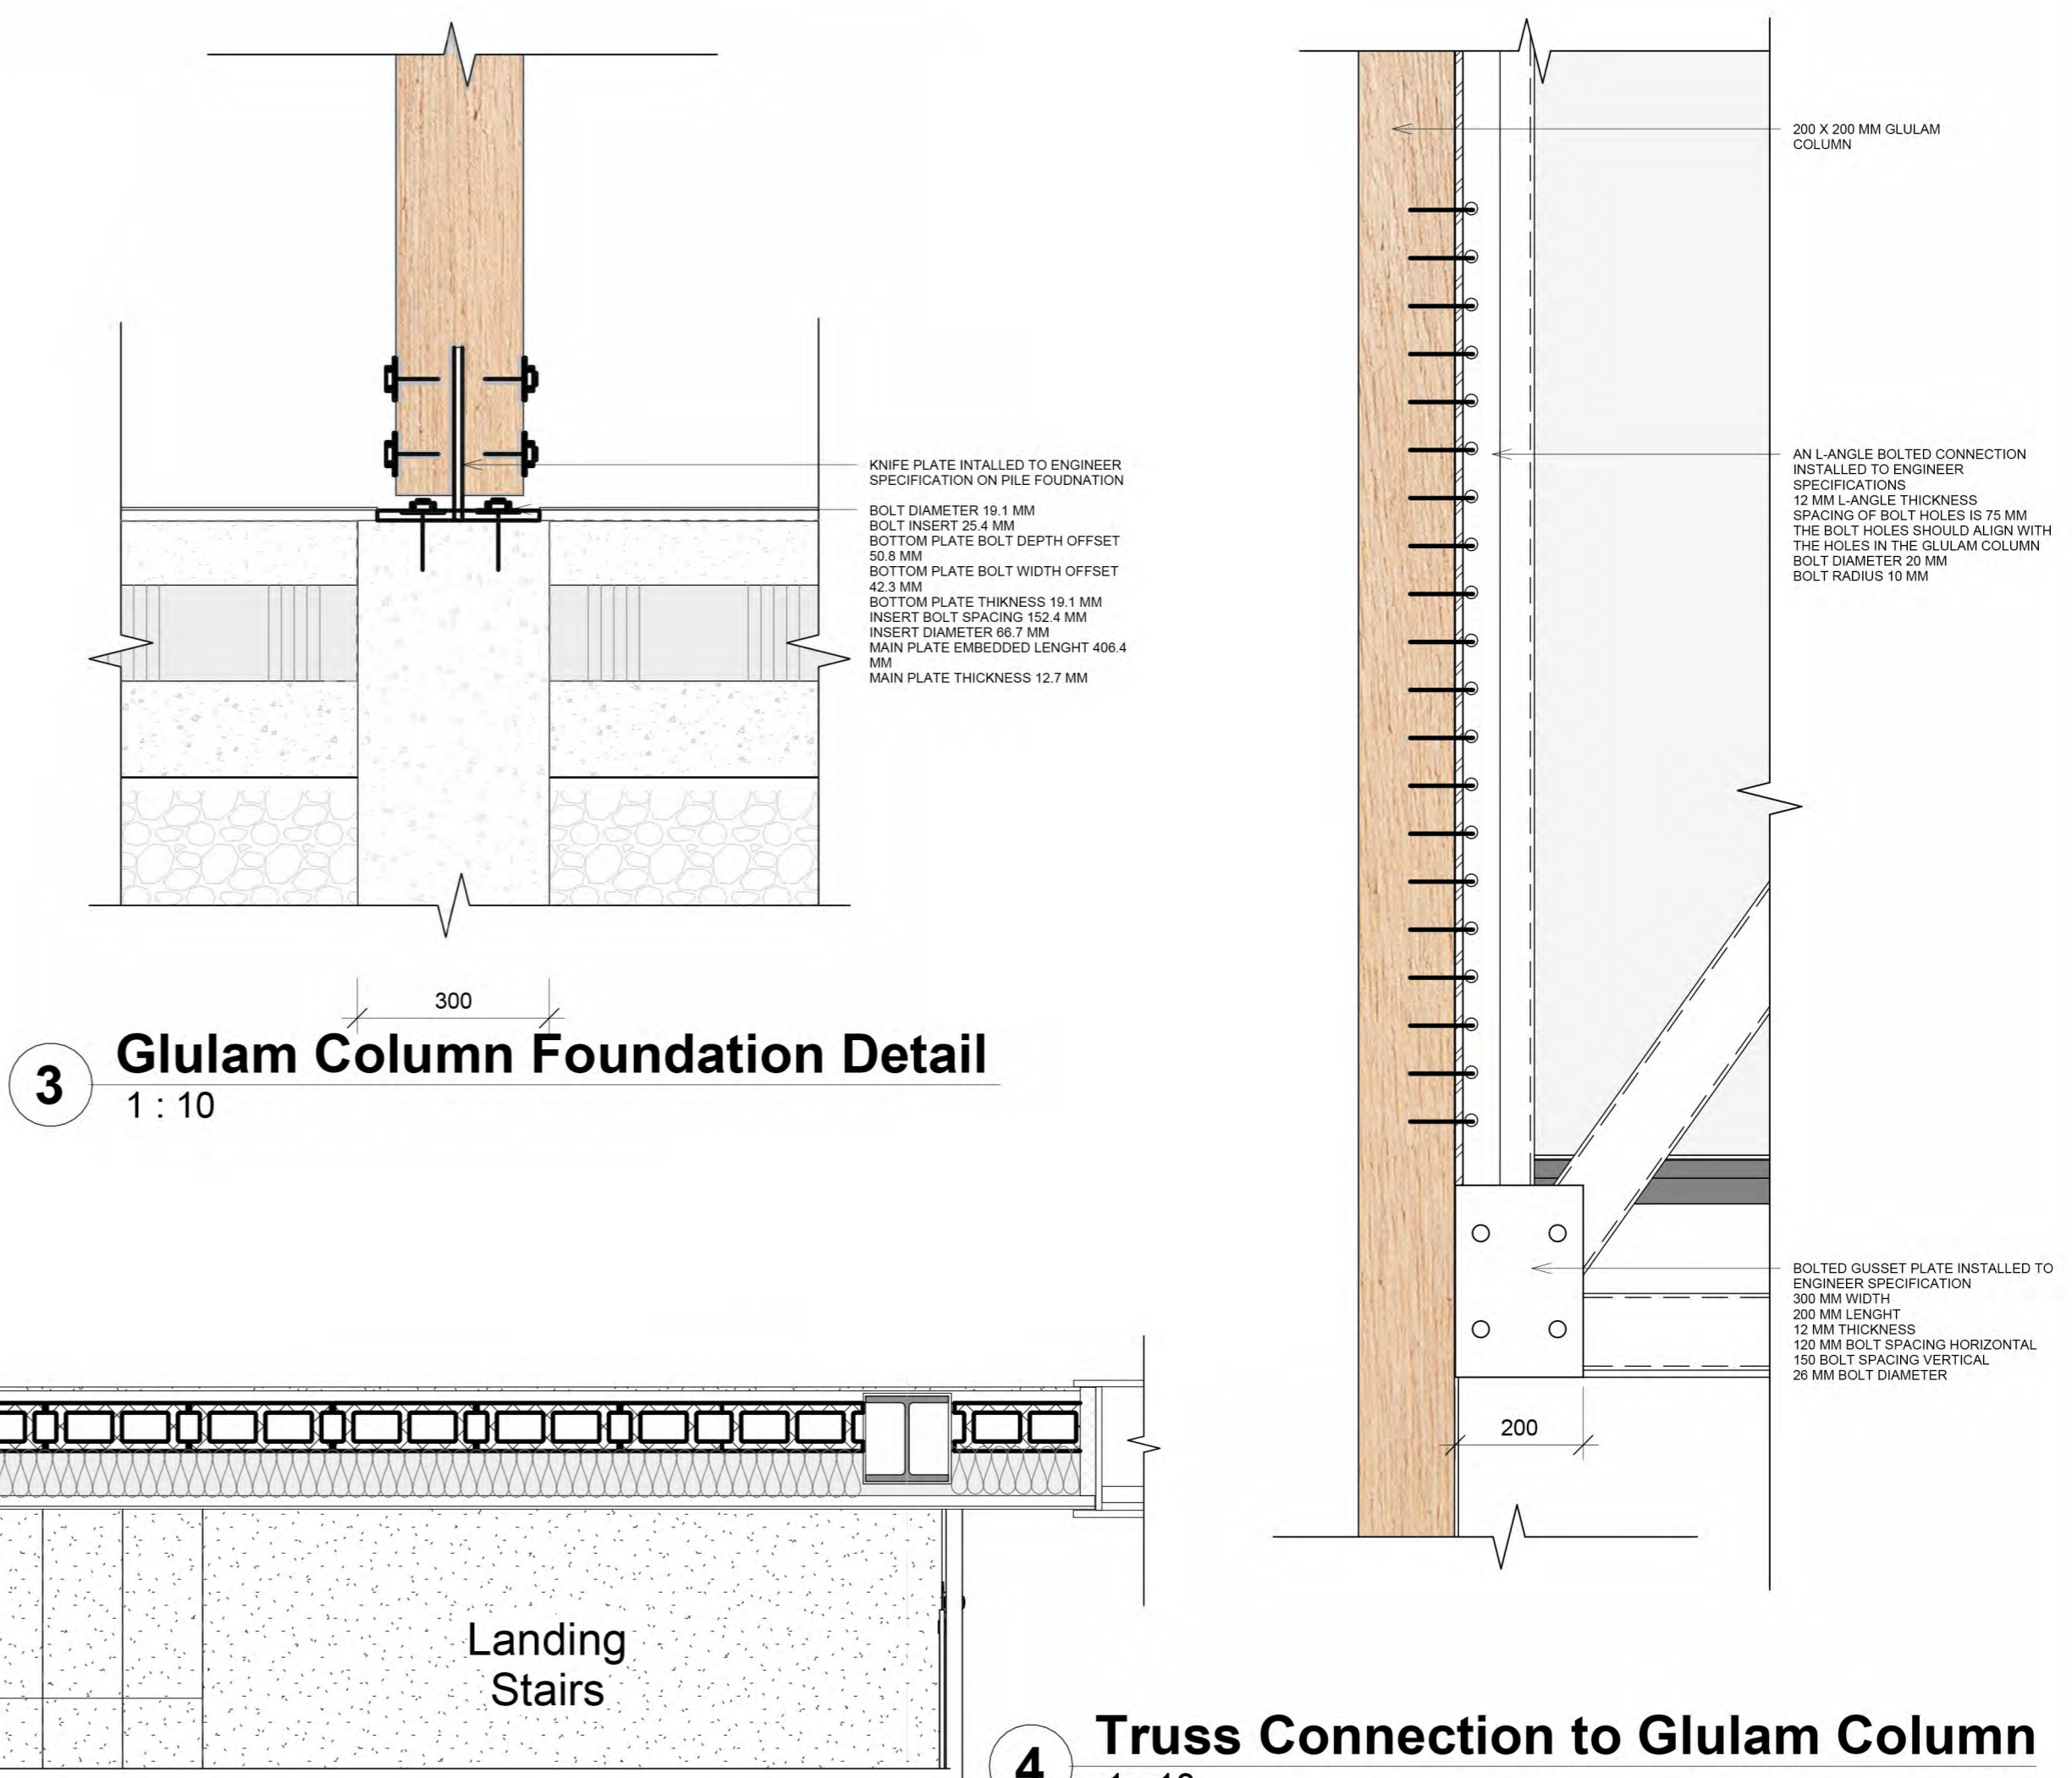 KNIFE PLATE INTALLED TO ENGINEER
SPECIFICATION ON PILE FOUDNATION
BOLT DIAMETER 19.1 MM
BOLT INSERT 25.4 MM
BOTTOM PLATE BOLT DEPTH OFFSET
50.8 MM
BOTTOM PLATE BOLT WIDTH OFFSET
42.3 MM
BOTTOM PLATE THIKNESS 19.1 MM
INSERT BOLT SPACING 152.4 MM
INSERT DIAMETER 66.7 MM
MAIN PLATE EMBEDDED LENGHT 406.4
MM
MAIN PLATE THICKNESS 12.7 MM
300
3
Glulam Column Foundation Detail
1 : 10
200 X 200 MM GLULAM
COLUMN
AN L-ANGLE BOLTED CONNECTION
INSTALLED TO ENGINEER
SPECIFICATIONS
12 MM L-ANGLE THICKNESS
SPACING OF BOLT HOLES IS 75 MM
THE BOLT HOLES SHOULD ALIGN WITH
THE HOLES IN THE GLULAM COLUMN
BOLT DIAMETER 20 MM
BOLT RADIUS 10 MM
BOLTED GUSSET PLATE INSTALLED TO
ENGINEER SPECIFICATION
300 MM WIDTH
200 MM LENGHT
12 MM THICKNESS
120 MM BOLT SPACING HORIZONTAL
150 BOLT SPACING VERTICAL
26 MM BOLT DIAMETER
200
Landing
Stairs
4
Truss Connection to Glulam Column